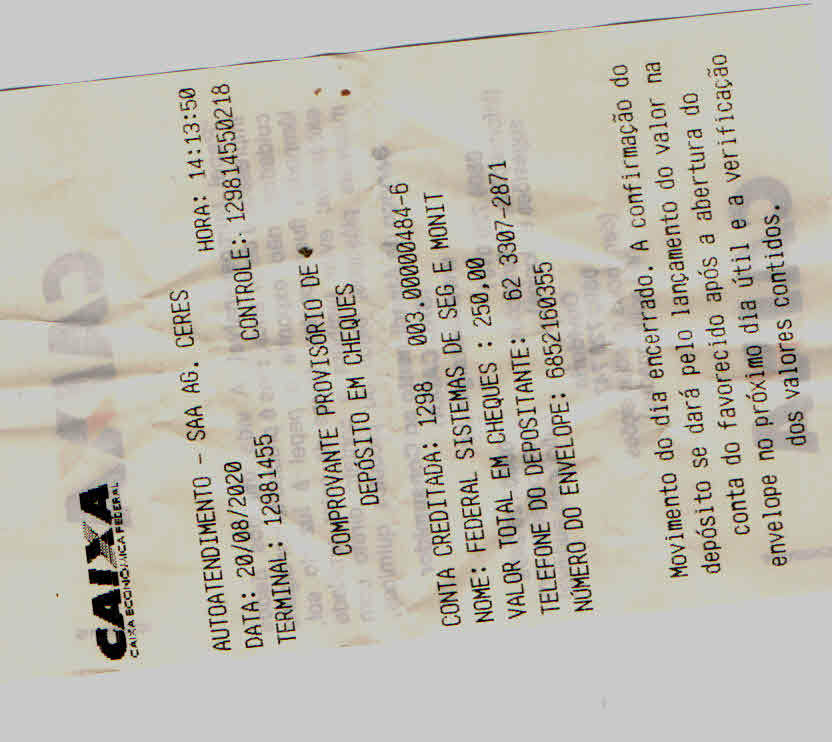 CAIXA
CAIXA ECONÔMICA FEDERAL
AUTOATENDIMENTO - SAA AG. CERES
DATA: 20/08/2020 HORA: 14:13:50
TERMINAL: 12981455 CONTROLE: 129814550218
COMPROVANTE PROVISÓRIO DE
DEPÓSITO EM CHEQUES
CONTA CREDITADA: 1298 003.00000484-6
NOME: FEDERAL SISTEMAS DE SEG E MONIT
VALOR TOTAL EM CHEQUES : 250,00
TELEFONE DO DEPOSITANTE: 62 3307-2871
NÚMERO DO ENVELOPE: 6852160355
Movimento do dia encerrado. A confirmação do
depósito se dará pelo lançamento do valor na
conta do favorecido após a abertura do
envelope no próximo dia útil e a verificação
dos valores contidos.